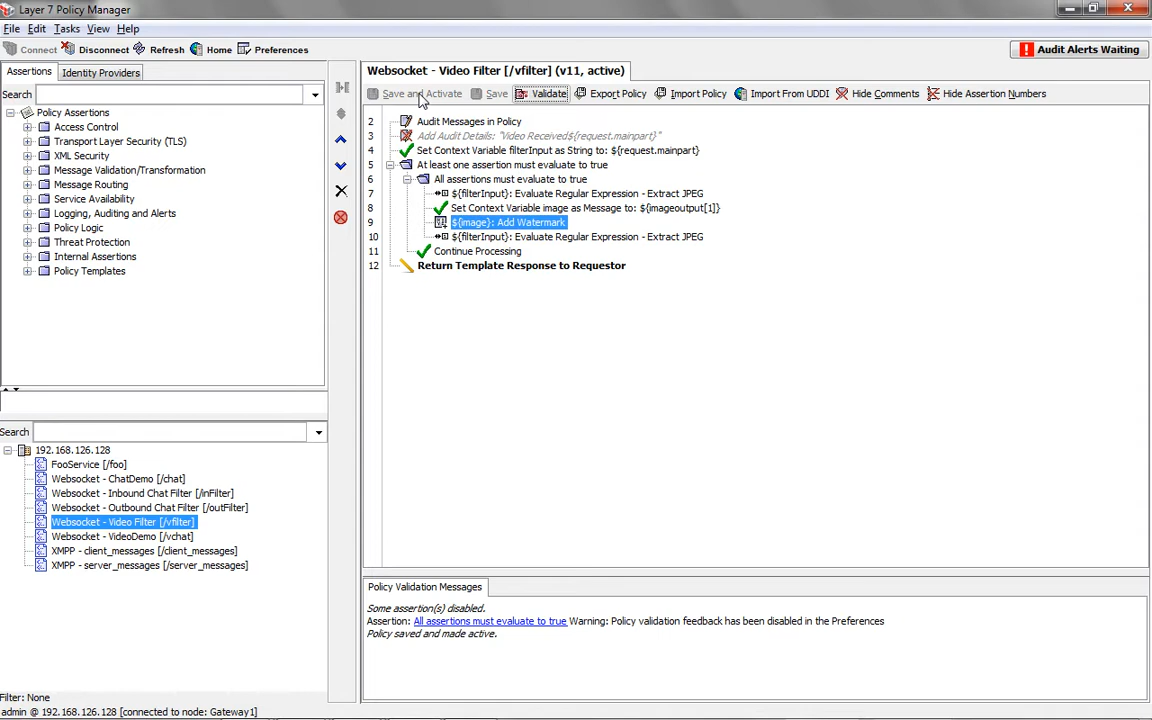 Layer 7 Policy Manager
File Edit Tasks View Help
Connect Disconnect Refresh Home Preferences
Audit Alerts Waiting
Assertions Identity Providers
Search
Policy Assertions
Access Control
Transport Layer Security (TLS)
XML Security
Message Validation/Transformation
Message Routing
Service Availability
Logging, Auditing and Alerts
Policy Logic
Threat Protection
Internal Assertions
Policy Templates
Search
192.168.126.128
FooService [/foo]
Websocket - ChatDemo [/chat]
Websocket - Inbound Chat Filter [/inFilter]
Websocket - Outbound Chat Filter [/outFilter]
Websocket - Video Filter [/vfilter]
Websocket - VideoDemo [/vchat]
XMPP - client_messages [/client_messages]
XMPP - server_messages [/server_messages]
Filter: None
admin @ 192.168.126.128 [connected to node: Gateway1]
Websocket - Video Filter [/vfilter] (v11, active)
Save and Activate Save Validate Export Policy Import Policy Import From UDDI Hide Comments Hide Assertion Numbers
2 Audit Messages in Policy
3 Add Audit Details: "Video Received${request.mainpart}"
4 Set Context Variable filterInput as String to: ${request.mainpart}
5 At least one assertion must evaluate to true
6 All assertions must evaluate to true
7 ${filterInput}: Evaluate Regular Expression - Extract JPEG
8 Set Context Variable image as Message to: ${imageoutput[1]}
9 ${image}: Add Watermark
10 ${filterInput}: Evaluate Regular Expression - Extract JPEG
11 Continue Processing
12 Return Template Response to Requestor
Policy Validation Messages
Some assertion(s) disabled.
Assertion: All assertions must evaluate to true Warning: Policy validation feedback has been disabled in the Preferences
Policy saved and made active.